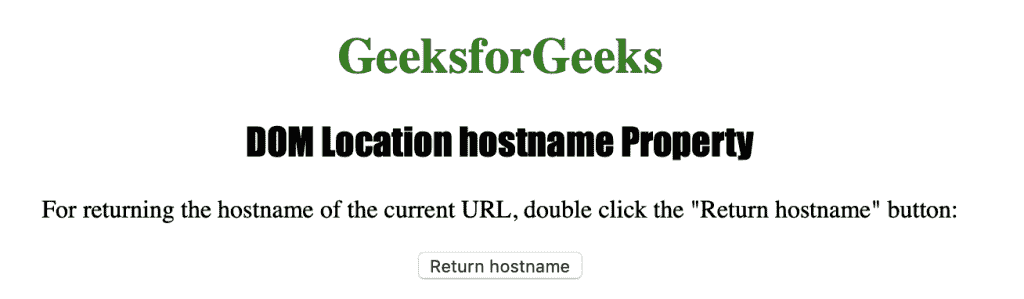 GeeksforGeeks
DOM Location hostname Property
For returning the hostname of the current URL, double click the "Return hostname" button:
Return hostname